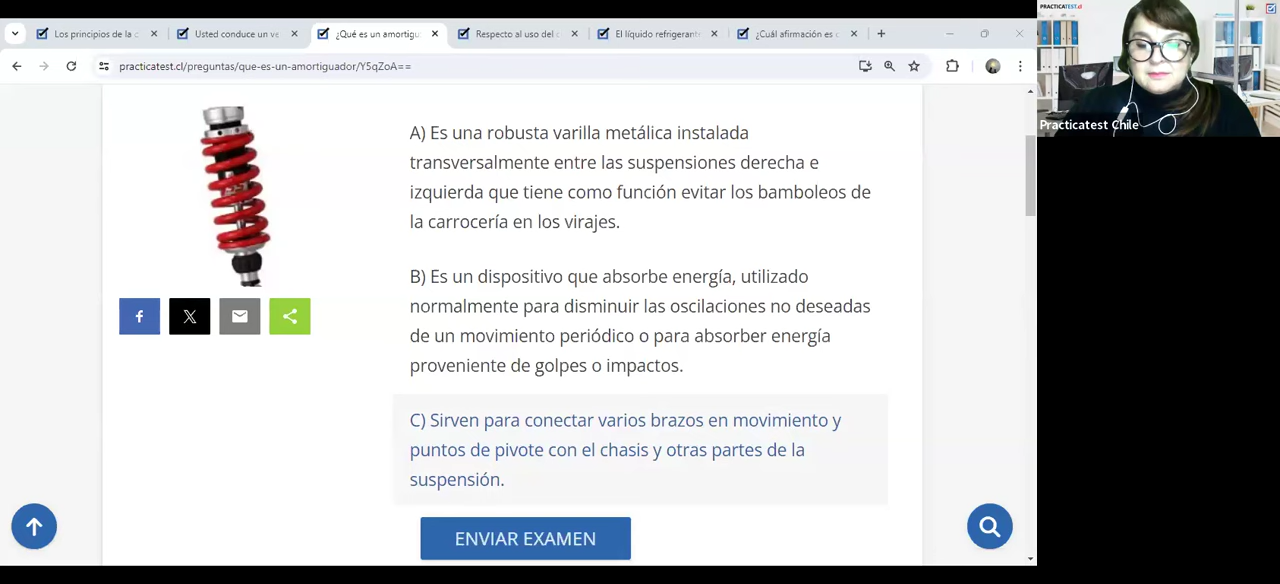 Los principios de la c
Usted conduce un ve
¿Qué es un amortigu
Respecto al uso del
El líquido refrigerante
¿Cuál afirmación es c
practicatest.cl/preguntas/que-es-un-amortiguador/Y5qZoA==
PRACTICATEST.cl
Practicatest Chile
A) Es una robusta varilla metálica instalada
transversalmente entre las suspensiones derecha e
izquierda que tiene como función evitar los bamboleos de
la carrocería en los virajes.
B) Es un dispositivo que absorbe energía, utilizado
normalmente para disminuir las oscilaciones no deseadas
de un movimiento periódico o para absorber energía
proveniente de golpes o impactos.
C) Sirven para conectar varios brazos en movimiento y
puntos de pivote con el chasis y otras partes de la
suspensión.
ENVIAR EXAMEN